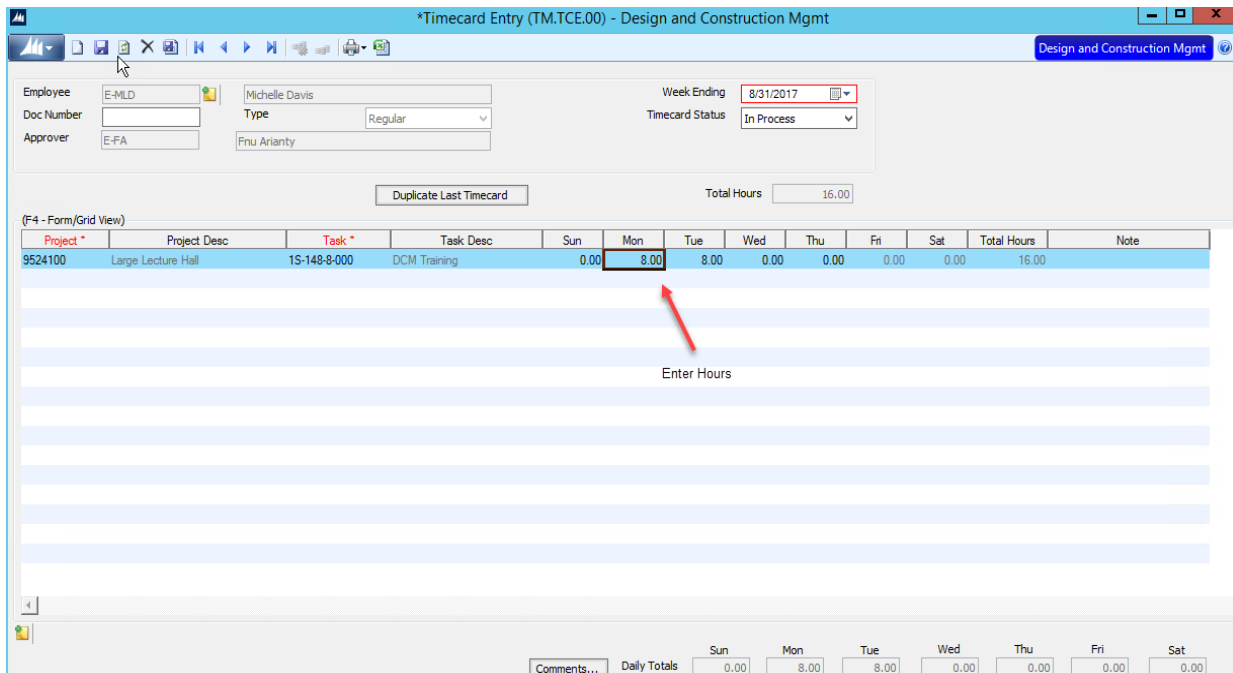 *Timecard Entry (TM.TCE.00) - Design and Construction Mgmt
Design and Construction Mgmt
Employee E-MLD Michelle Davis Week Ending 8/31/2017
Doc Number Type Regular Timecard Status In Process
Approver E-FA Fnu Arianty
Duplicate Last Timecard Total Hours 16.00
(F4 - Form/Grid View)
Project * Project Desc Task * Task Desc Sun Mon Tue Wed Thu Fri Sat Total Hours Note
9524100 Large Lecture Hall 1S-148-8-000 DCM Training 0.00 8.00 8.00 0.00 0.00 0.00 0.00 16.00
Enter Hours
Sun Mon Tue Wed Thu Fri Sat
Comments... Daily Totals 0.00 8.00 8.00 0.00 0.00 0.00 0.00